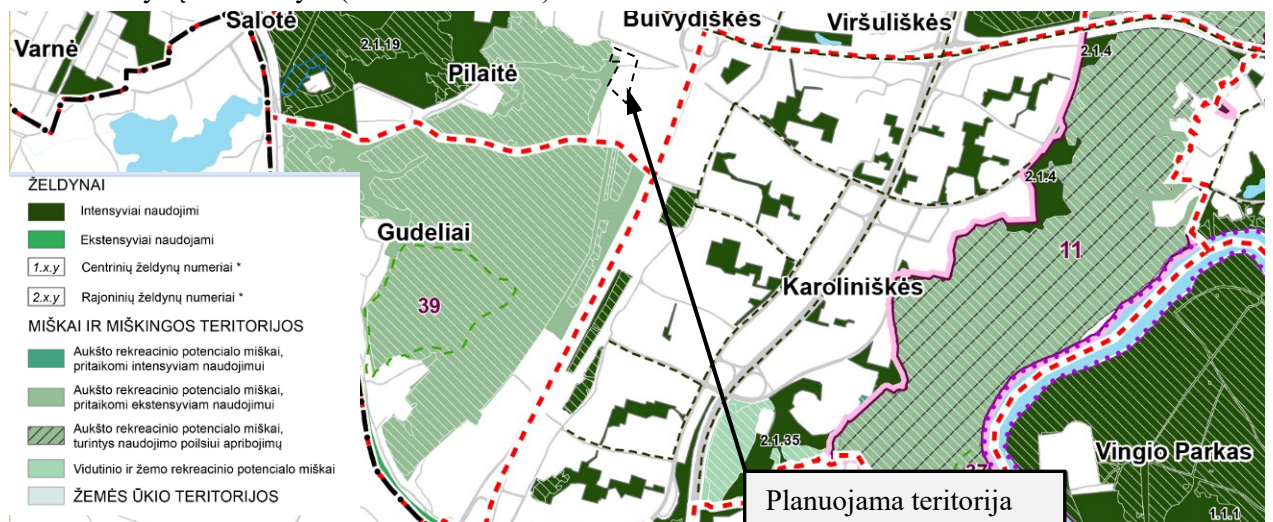 Salotė
Buivydiškės
Viršuliškės
Varnė
2.1.19
2.1.4
Pilaitė
2.1.4
ŽELDYNAI
Intensyviai naudojimi
Ekstensyviai naudojami
1.x.y Centrinių želdynų numeriai *
2.x.y Rajoninių želdynų numeriai *
MIŠKAI IR MIŠKINGOS TERITORIJOS
Aukšto rekreacinio potencialo miškai,
pritaikomi intensyviam naudojimui
Aukšto rekreacinio potencialo miškai,
pritaikomi ekstensyviam naudojimui
Aukšto rekreacinio potencialo miškai,
turintys naudojimo poilsiui apribojimų
Vidutinio ir žemo rekreacinio potencialo miškai
ŽEMĖS ŪKIO TERITORIJOS
Gudeliai
11
Karoliniškės
39
2.1.35
Vingio Parkas
37
Planuojama teritorija
1.1.1